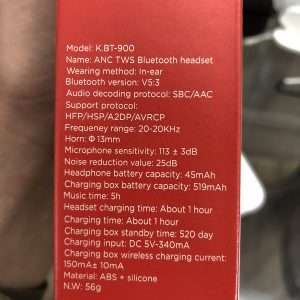 Model: K.BT-900
Name: ANC TWS Bluetooth headset
Wearing method: In-ear
Bluetooth version: V5:3
Audio decoding protocol: SBC/AAC
Support protocol:
HFP/HSP/A2DP/AVRCP
Frequeney range: 20-20KHz
Horn: Φ 13mm
Microphone sensitivity: 113 ± 3dB
Noise reduction value: 25dB
Headphone battery capacity: 45mAh
Charging box battery capacity: 519mAh
Music time: 5h
Headset charging time: About 1 hour
Charging time: About 1 hour
Charging box standby time: 520 day
Charging input: DC 5V-340mA
Charging box wireless charging current:
150mA± 10mA
Material: ABS + silicone
N.W: 56g